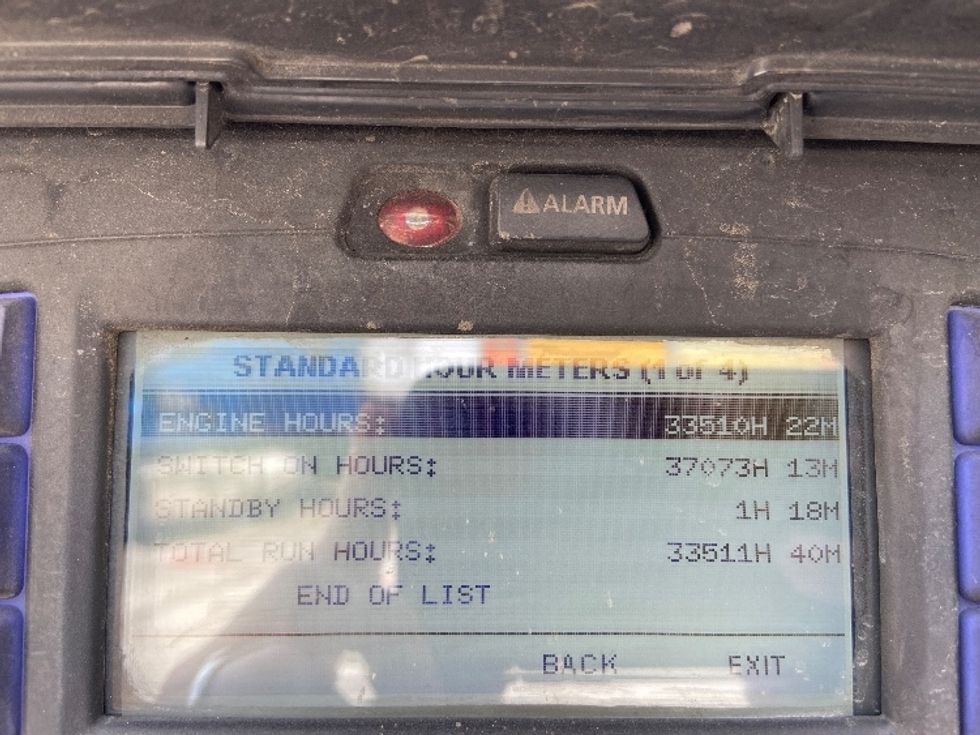 ALARM
STANDARD HOUR METERS (1 of 4)
ENGINE HOURS: 33510H 22M
SWITCH ON HOURS: 37073H 13M
STANDBY HOURS: 1H 18M
TOTAL RUN HOURS: 33511H 40M
END OF LIST
BACK EXIT